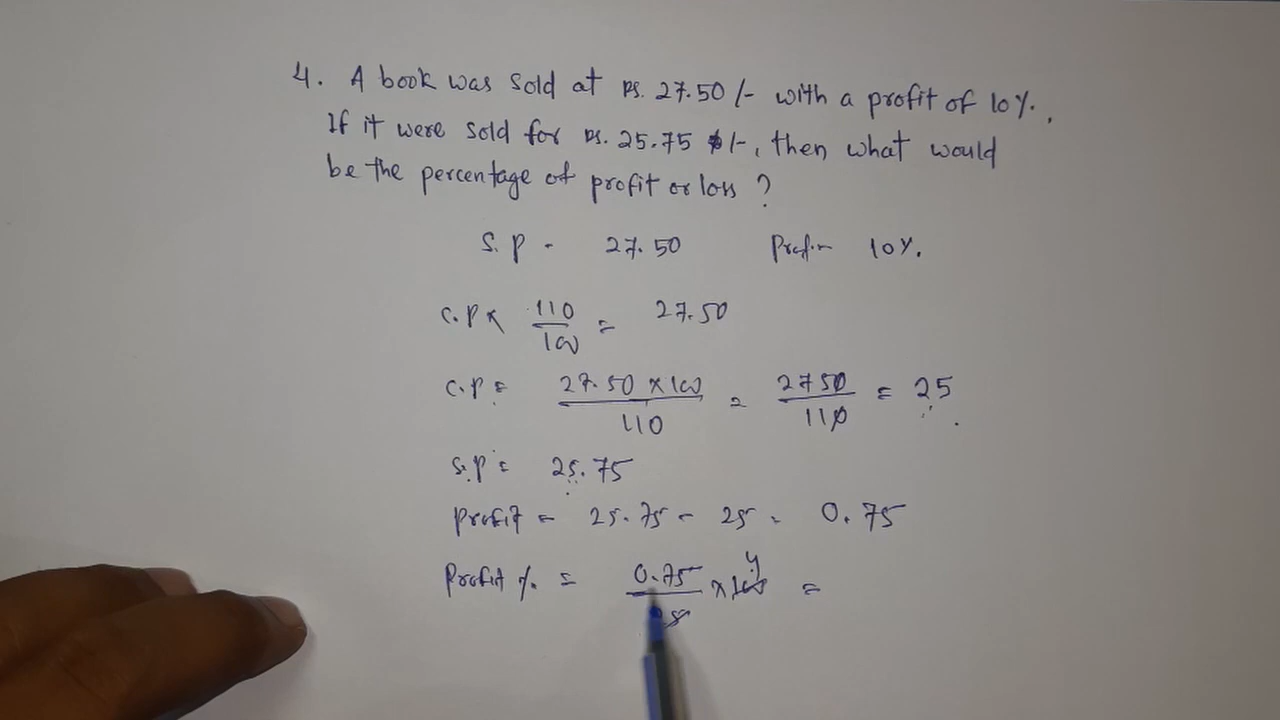 4. A book was sold at Rs. 27.50 /- with a profit of 10%.,
If it were sold for Rs. 25.75 /-, then what would
be the percentage of profit or loss ?
S.P - 27.50 Profit 10%.
C.P x 110/100 = 27.50
C.P = 27.50 x 100/110 = 2750/110 = 25
S.P = 25.75
Profit = 25.75 - 25 = 0.75
Profit % = 0.75/25 x 100 4 =